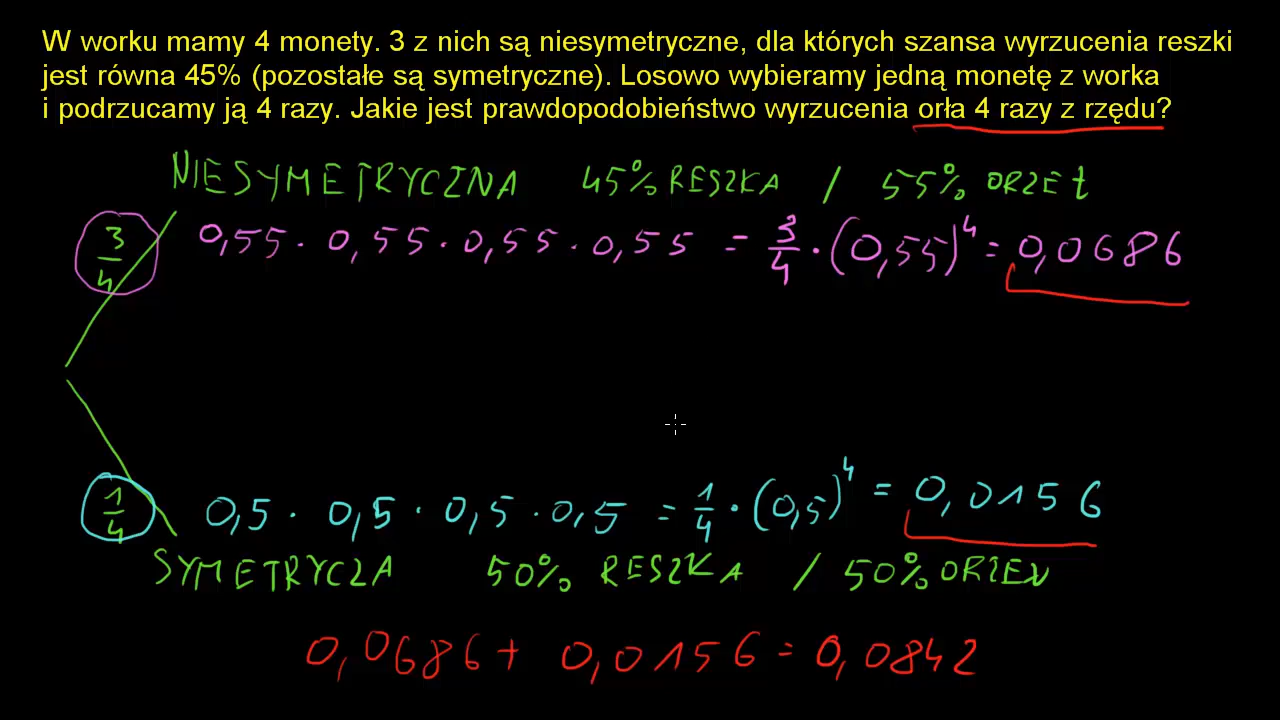 W worku mamy 4 monety. 3 z nich są niesymetryczne, dla których szansa wyrzucenia reszki
jest równa 45% (pozostałe są symetryczne). Losowo wybieramy jedną monetę z worka
i podrzucamy ją 4 razy. Jakie jest prawdopodobieństwo wyrzucenia orła 4 razy z rzędu?
NIESYMETRYCZNA 45% RESZKA / 55% ORZEŁ
3/4 0,55 · 0,55 · 0,55 · 0,55 = 3/4 · (0,55)^4 = 0,0686
1/4 0,5 · 0,5 · 0,5 · 0,5 = 1/4 · (0,5)^4 = 0,0156
SYMETRYCZA 50% RESZKA / 50% ORZEŁ
0,0686 + 0,0156 = 0,0842